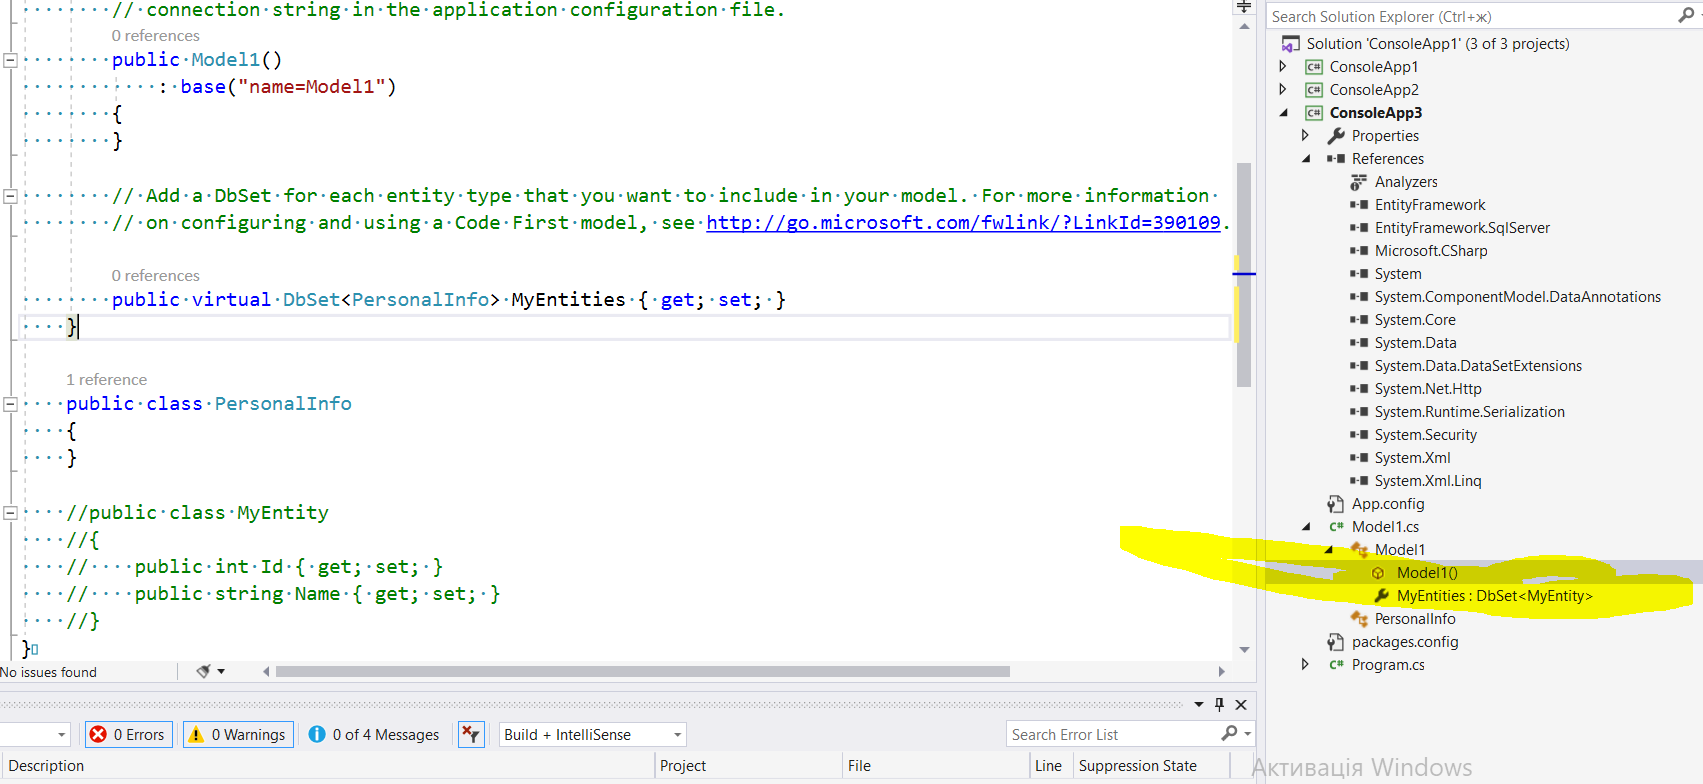 // connection string in the application configuration file.
0 references
public Model1()
: base("name=Model1")
{
}
// Add a DbSet for each entity type that you want to include in your model. For more information
// on configuring and using a Code First model, see http://go.microsoft.com/fwlink/?LinkId=390109.
0 references
public virtual DbSet<PersonalInfo> MyEntities { get; set; }
}
1 reference
public class PersonalInfo
{
}
//public class MyEntity
//{
//    public int Id { get; set; }
//    public string Name { get; set; }
//}
}
No issues found
0 Errors
0 Warnings
0 of 4 Messages
Build + IntelliSense
Search Error List
Description
Project
File
Line
Suppression State
Search Solution Explorer (Ctrl+ж)
Solution 'ConsoleApp1' (3 of 3 projects)
C# ConsoleApp1
C# ConsoleApp2
C# ConsoleApp3
Properties
References
Analyzers
EntityFramework
EntityFramework.SqlServer
Microsoft.CSharp
System
System.ComponentModel.DataAnnotations
System.Core
System.Data
System.Data.DataSetExtensions
System.Net.Http
System.Runtime.Serialization
System.Security
System.Xml
System.Xml.Linq
App.config
C# Model1.cs
Model1
Model1()
MyEntities : DbSet<MyEntity>
PersonalInfo
packages.config
C# Program.cs
Активація Windows